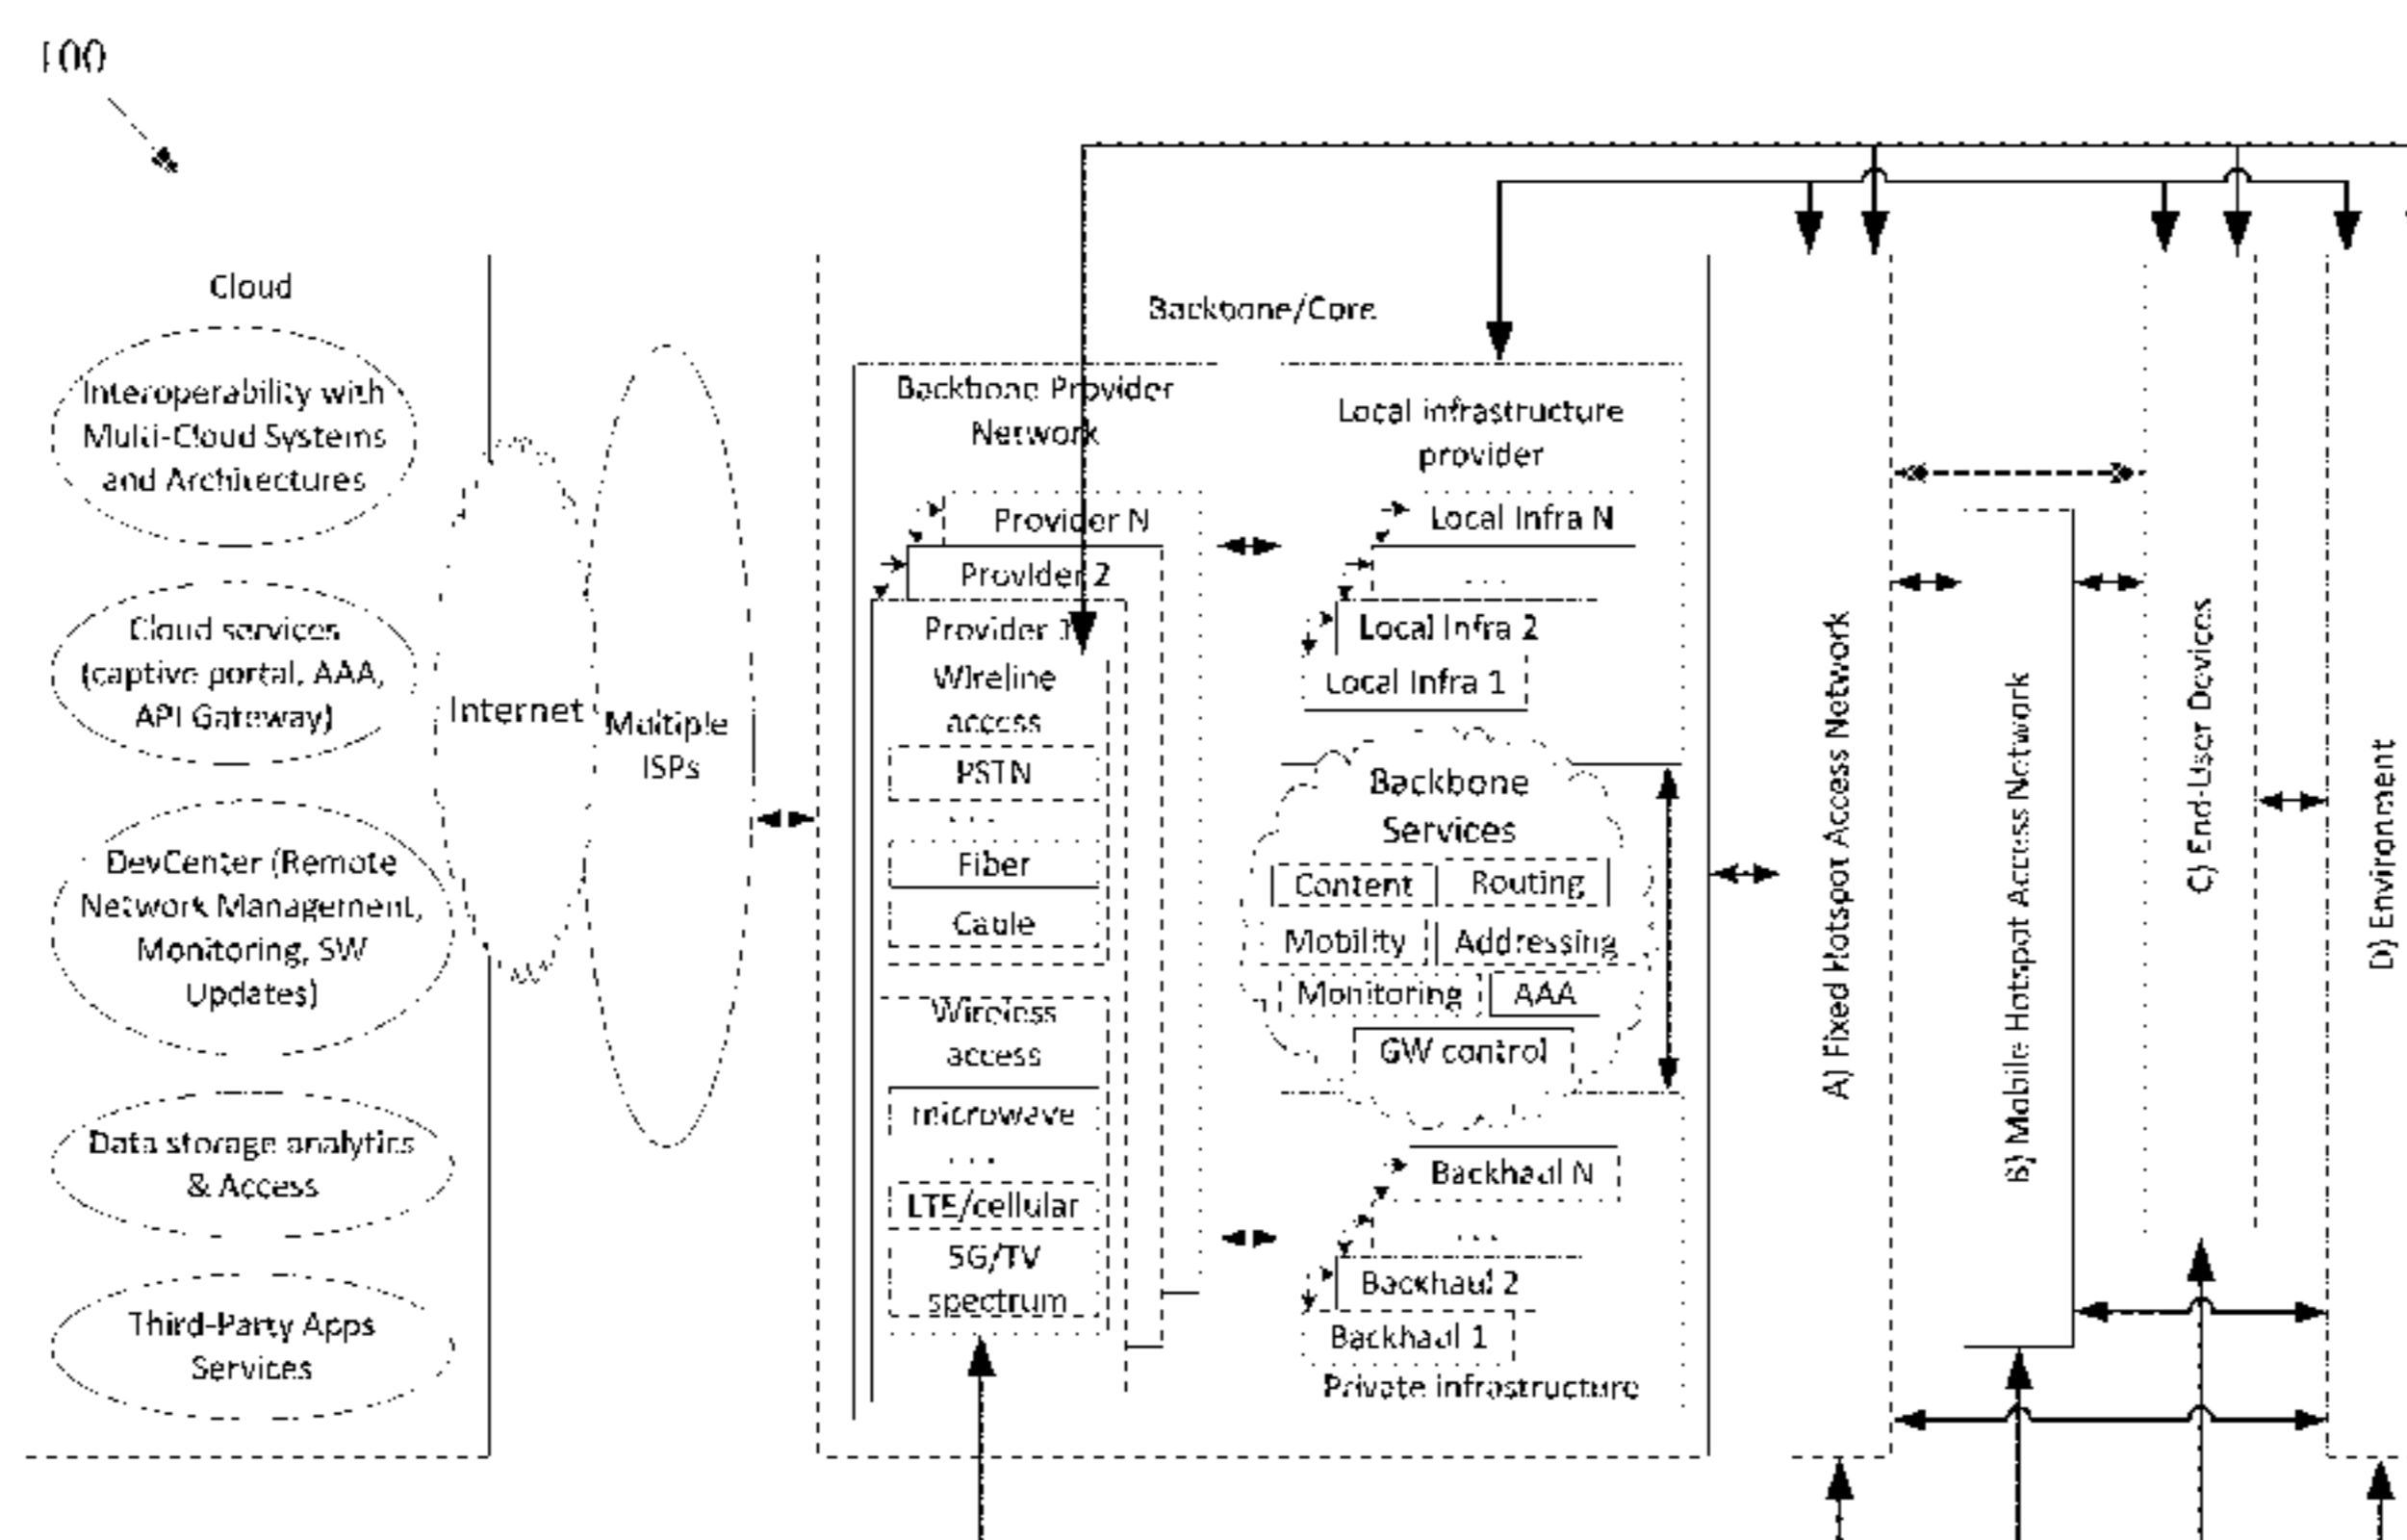 100
Cloud
Interoperability with
Multi-Cloud Systems
and Architectures
Cloud services
(captive portal, AAA,
API Gateway)
DevCenter (Remote
Network Management,
Monitoring, SW
Updates)
Data storage analytics
& Access
Third-Party Apps
Services
Internet
Multiple
ISPs
Backbone/Core
Backbone Provider
Network
Provider N
Provider 2
Provider 1
Wireline
access
PSTN
...
Fiber
Cable
Wireless
access
microwave
...
LTE/cellular
5G/TV
spectrum
Local infrastructure
provider
Local Infra N
...
Local Infra 2
Local Infra 1
Backbone
Services
Content
Routing
Mobility
Addressing
Monitoring
AAA
GW control
Backhaul N
...
Backhaul 2
Backhaul 1
Private infrastructure
A) Fixed Hotspot Access Network
B) Mobile Hotspot Access Network
C) End-User Devices
D) Environment